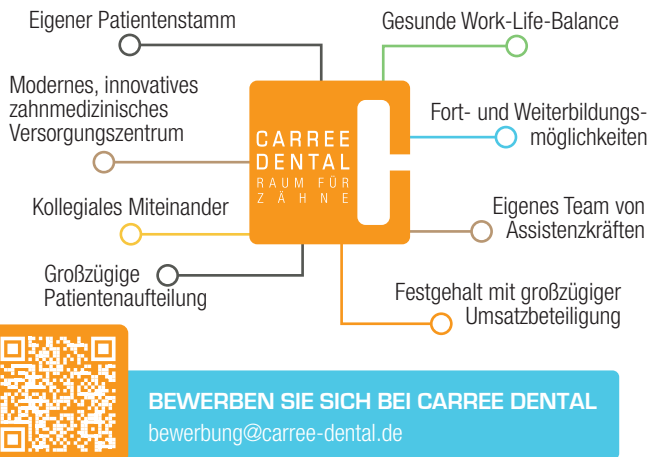 Eigener Patientenstamm
Gesunde Work-Life-Balance
Modernes, innovatives
zahnmedizinisches
Versorgungszentrum
CARREE
DENTAL
RAUM FÜR
ZÄHNE
Fort- und Weiterbildungs-
möglichkeiten
Kollegiales Miteinander
Eigenes Team von
Assistenzkräften
Großzügige
Patientenaufteilung
Festgehalt mit großzügiger
Umsatzbeteiligung
BEWERBEN SIE SICH BEI CARREE DENTAL
bewerbung@carree-dental.de